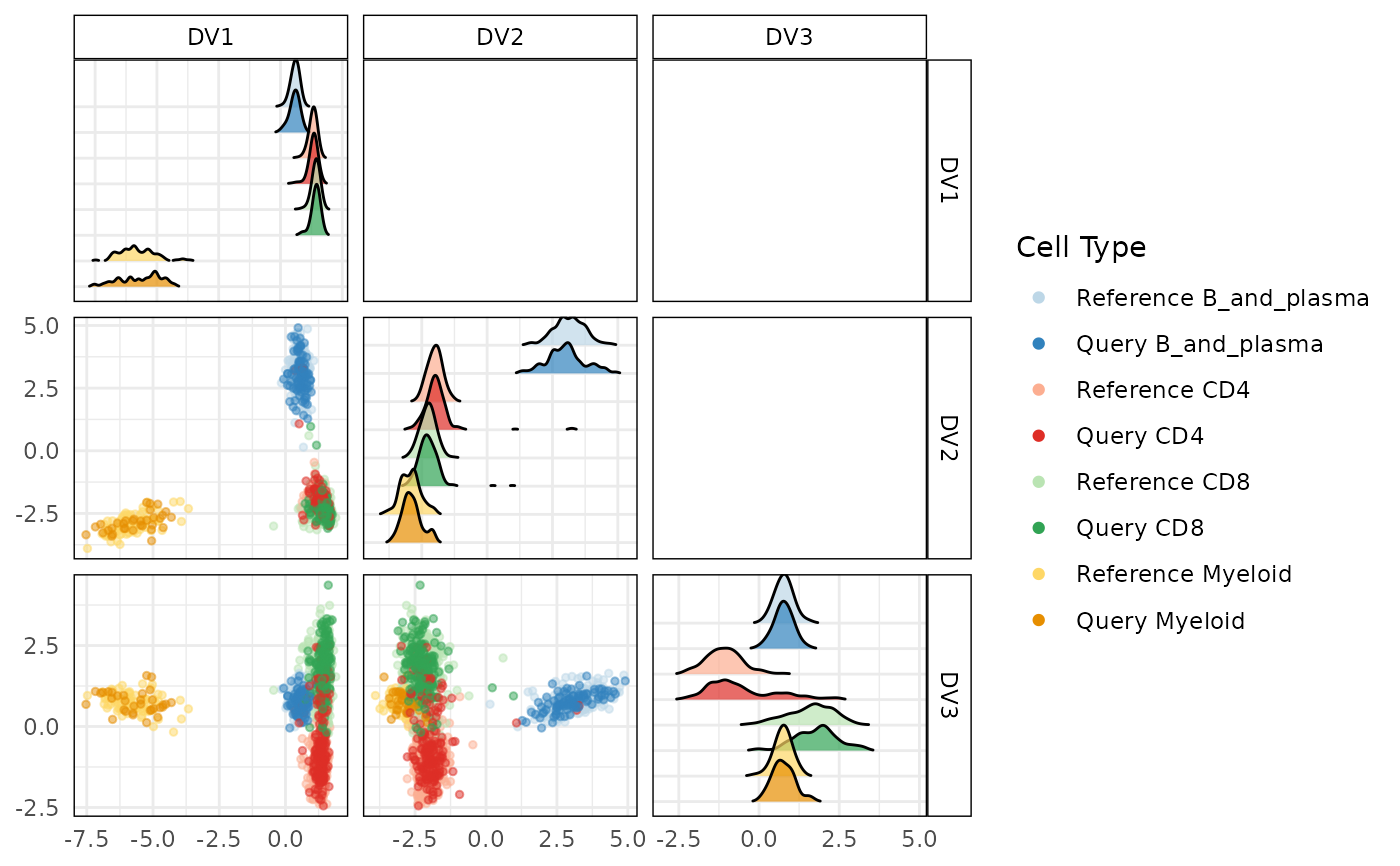 DV1
DV2
DV3
DV1
5.0
2.5
0.0
-2.5
DV2
2.5
0.0
-2.5
DV3
-7.5
-5.0
-2.5
0.0
-2.5
0.0
2.5
5.0
-2.5
0.0
2.5
5.0
Cell Type
Reference B_and_plasma
Query B_and_plasma
Reference CD4
Query CD4
Reference CD8
Query CD8
Reference Myeloid
Query Myeloid